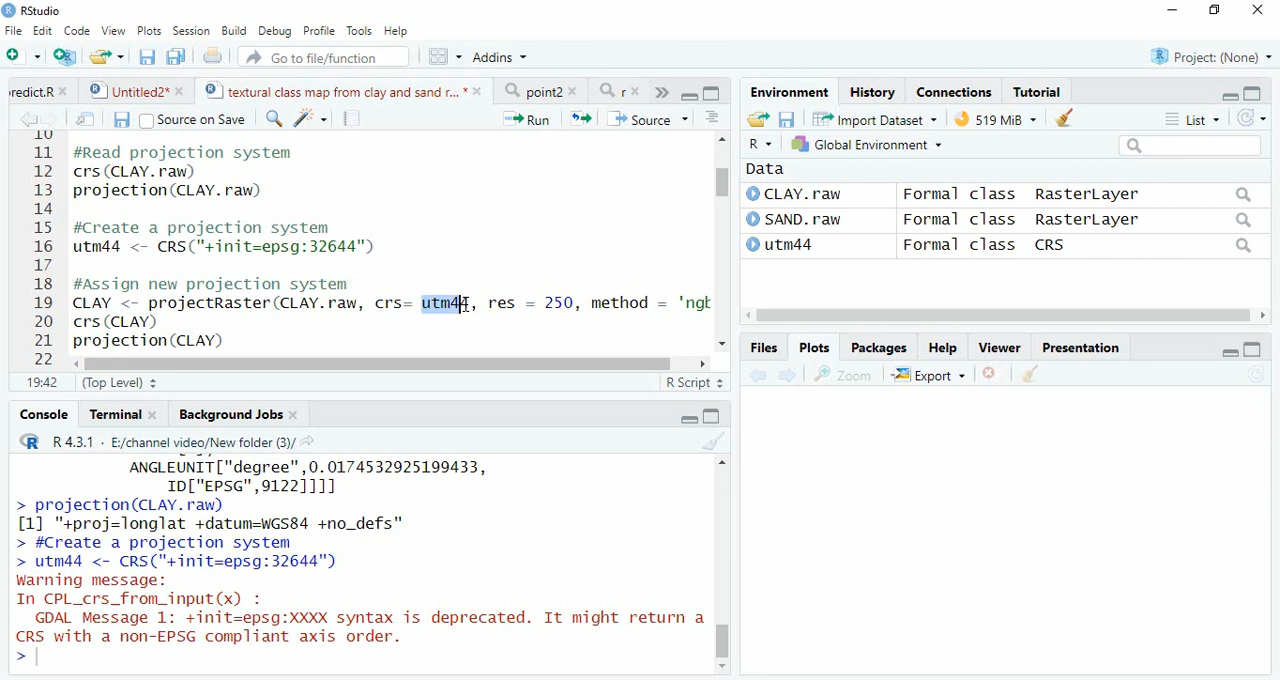 RStudio
File Edit Code View Plots Session Build Debug Profile Tools Help
Go to file/function Addins Project: (None)
redict.R Untitled2* textural class map from clay and sand r...* point2 r
Source on Save Run Source
10
11 #Read projection system
12 crs(CLAY.raw)
13 projection(CLAY.raw)
14
15 #Create a projection system
16 utm44 <- CRS("+init=epsg:32644")
17
18 #Assign new projection system
19 CLAY <- projectRaster(CLAY.raw, crs= utm44, res = 250, method = 'ngb
20 crs(CLAY)
21 projection(CLAY)
22
19:42 (Top Level) R Script
Console Terminal Background Jobs
R 4.3.1 · E:/channel video/New folder (3)/
ANGLEUNIT["degree",0.0174532925199433,
ID["EPSG",9122]]]]
> projection(CLAY.raw)
[1] "+proj=longlat +datum=WGS84 +no_defs"
> #Create a projection system
> utm44 <- CRS("+init=epsg:32644")
Warning message:
In CPL_crs_from_input(x) :
GDAL Message 1: +init=epsg:XXXX syntax is deprecated. It might return a
CRS with a non-EPSG compliant axis order.
>
Environment History Connections Tutorial
Import Dataset 519 MiB List
R Global Environment
Data
CLAY.raw Formal class RasterLayer
SAND.raw Formal class RasterLayer
utm44 Formal class CRS
Files Plots Packages Help Viewer Presentation
Zoom Export